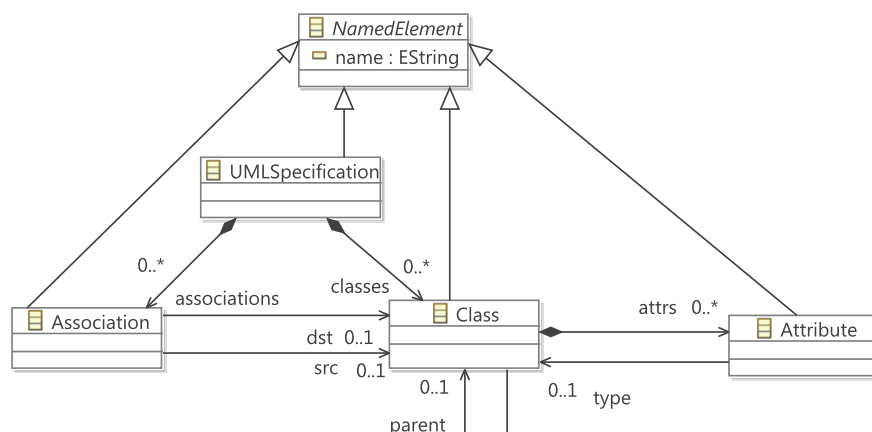 NamedElement
name : EString
UMLSpecification
0..*
0..*
classes
associations
Association
Class
attrs 0..*
Attribute
dst 0..1
src 0..1
0..1
0..1
type
parent